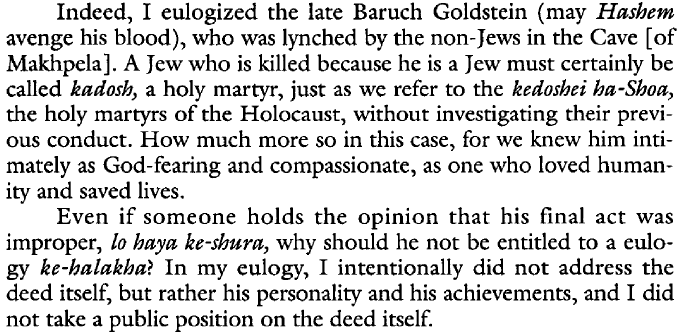 Indeed, I eulogized the late Baruch Goldstein (may Hashem
avenge his blood), who was lynched by the non-Jews in the Cave [of
Makhpela]. A Jew who is killed because he is a Jew must certainly be
called kadosh, a holy martyr, just as we refer to the kedoshei ha-Shoa,
the holy martyrs of the Holocaust, without investigating their previ-
ous conduct. How much more so in this case, for we knew him inti-
mately as God-fearing and compassionate, as one who loved human-
ity and saved lives.
Even if someone holds the opinion that his final act was
improper, lo haya ke-shura, why should he not be entitled to a eulo-
gy ke-halakha? In my eulogy, I intentionally did not address the
deed itself, but rather his personality and his achievements, and I did
not take a public position on the deed itself.